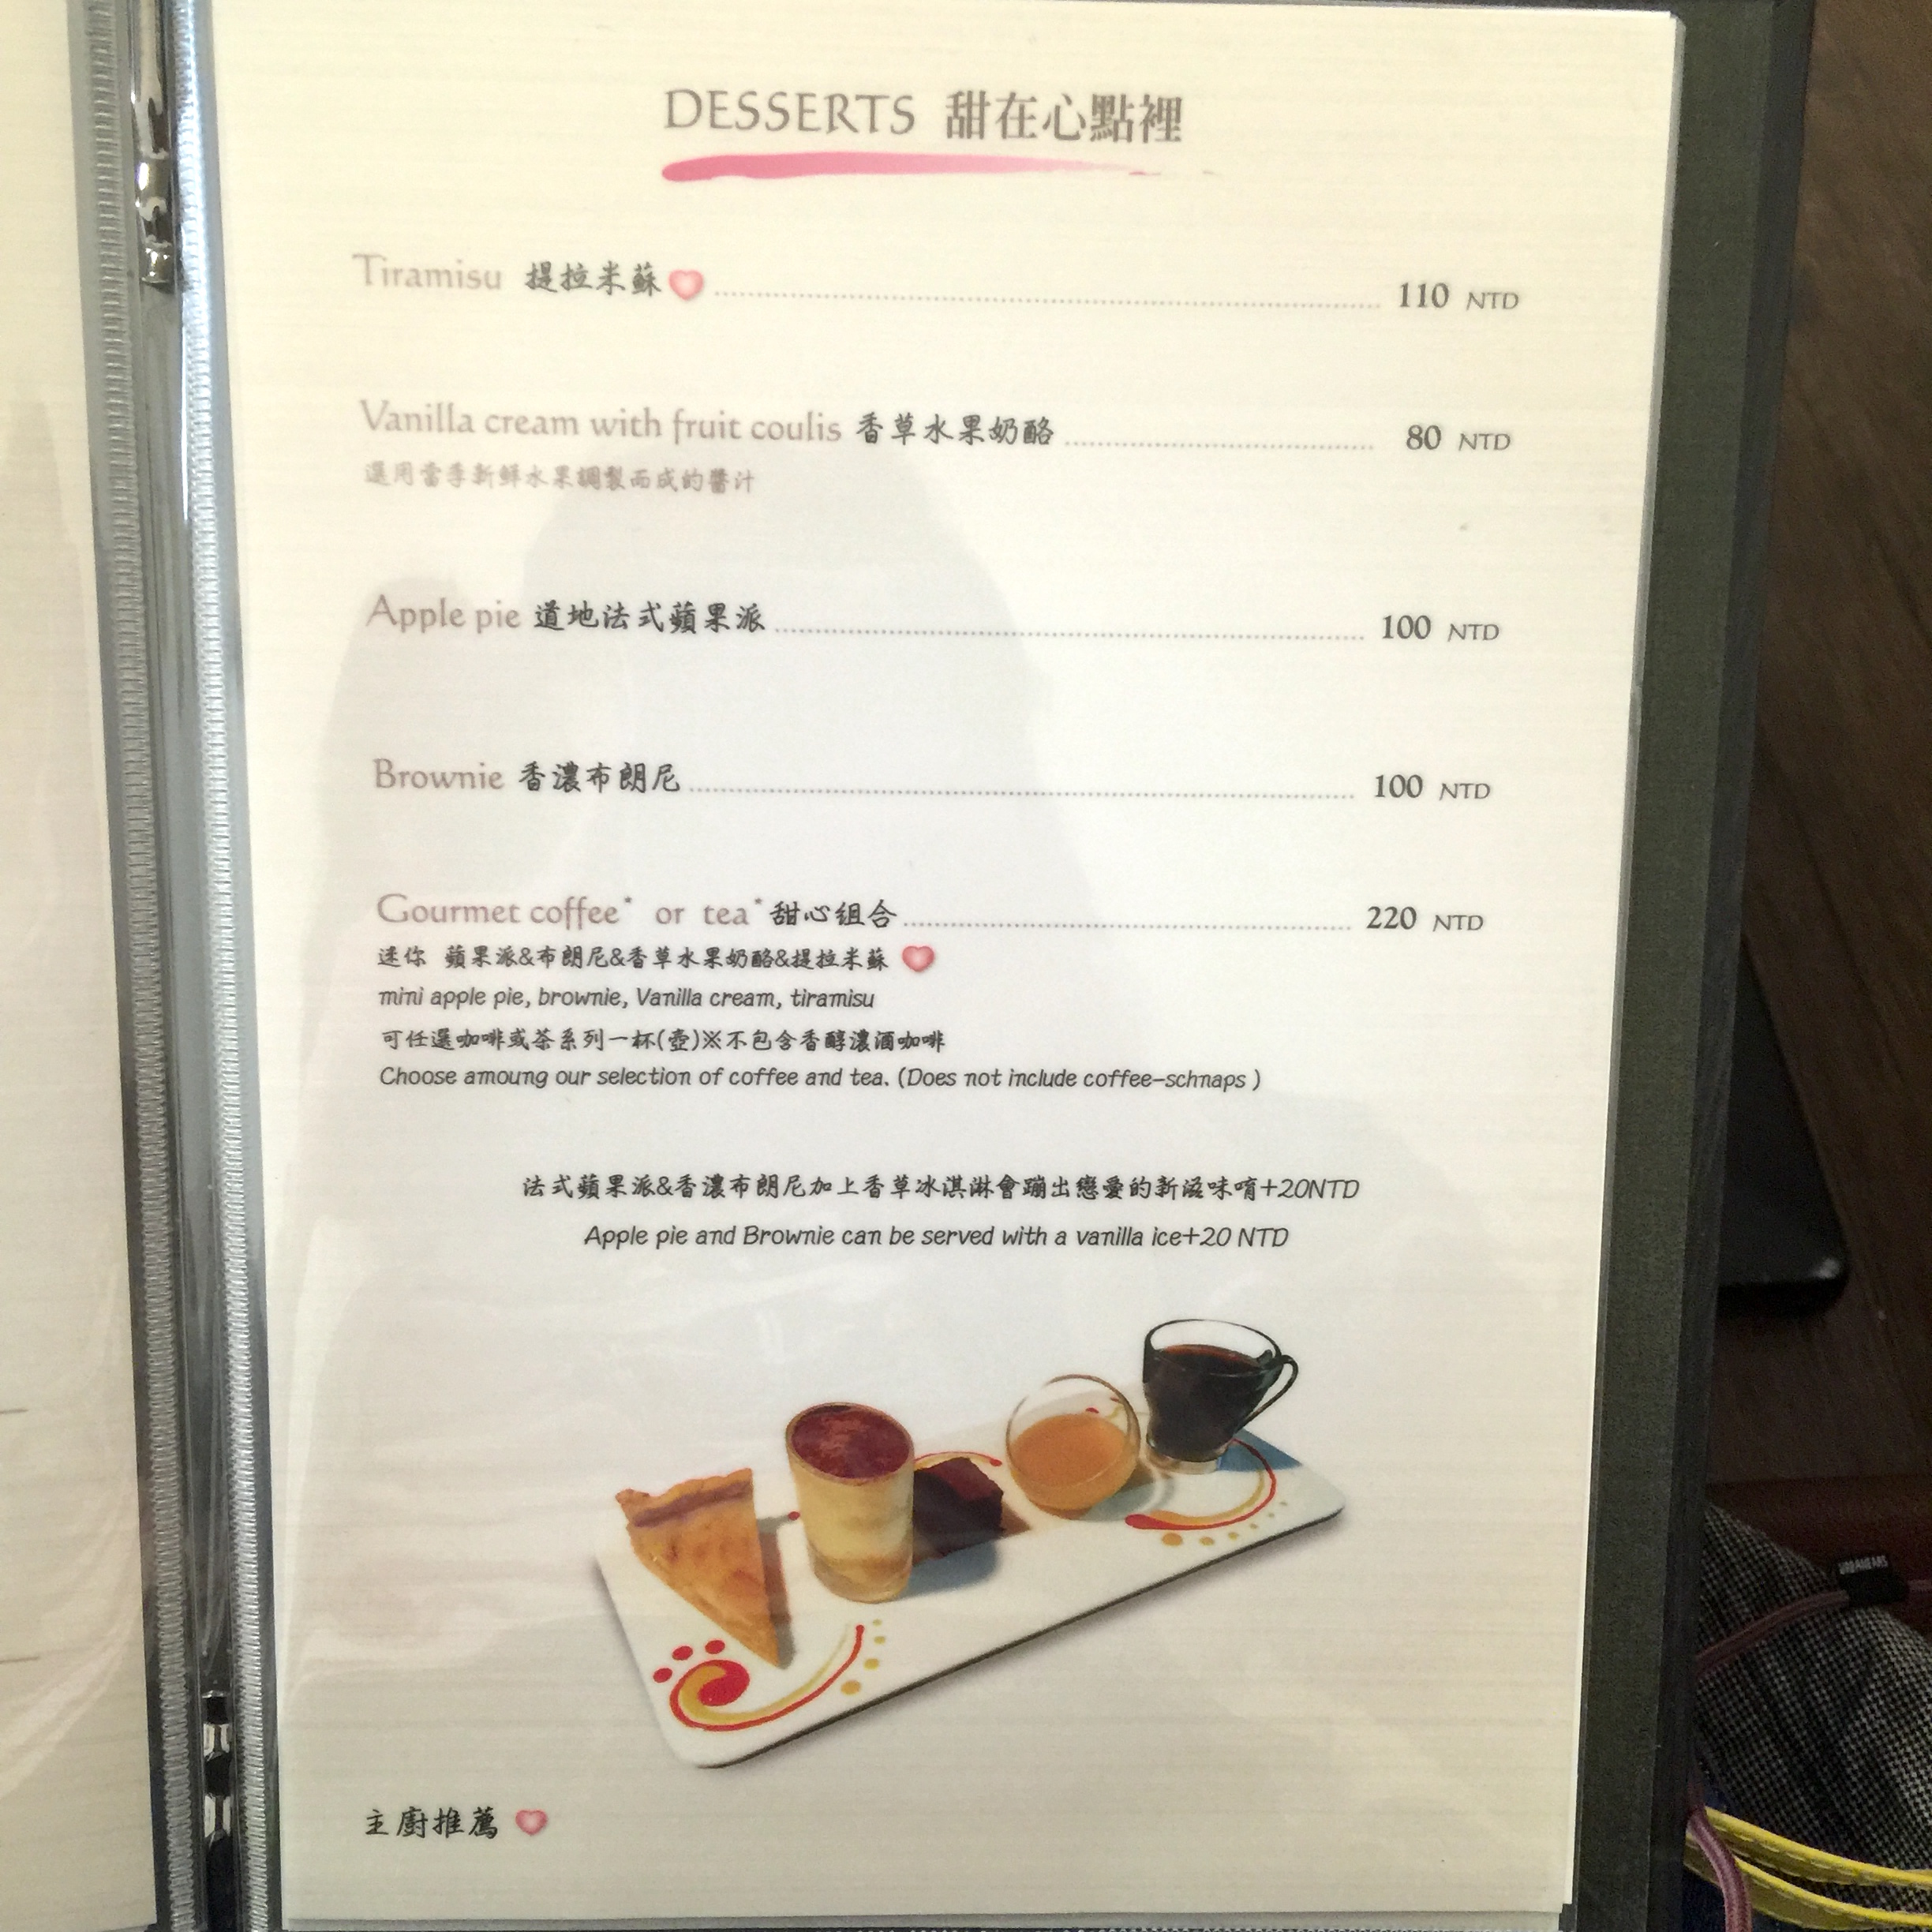 DESSERTS 甜在心點裡
Tiramisu 提拉米蘇 110 NTD
Vanilla cream with fruit coulis 香草水果奶酪 80 NTD
選用當季新鮮水果調製而成的醬汁
Apple pie 道地法式蘋果派 100 NTD
Brownie 香濃布朗尼 100 NTD
Gourmet coffee* or tea* 甜心組合 220 NTD
迷你 蘋果派&布朗尼&香草水果奶酪&提拉米蘇
mini apple pie, brownie, Vanilla cream, tiramisu
可任選咖啡或茶系列一杯(壺)※不包含香醇濃酒咖啡
Choose amoung our selection of coffee and tea. (Does not include coffee-schnaps )
法式蘋果派&香濃布朗尼加上香草冰淇淋會蹦出戀愛的新滋味唷+20NTD
Apple pie and Brownie can be served with a vanilla ice+20 NTD
主廚推薦
URBANEARS